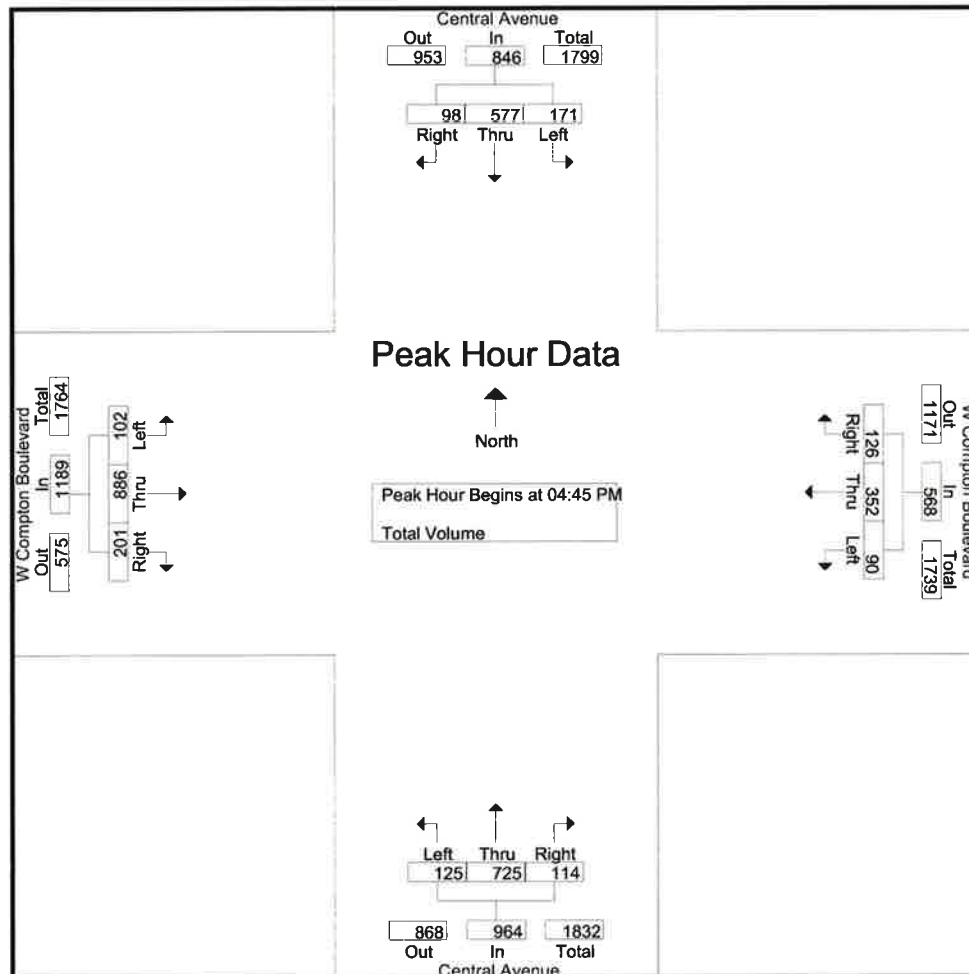 Central Avenue
Out In Total
953 846 1799
98 577 171
Right Thru Left
Peak Hour Data
North
Peak Hour Begins at 04:45 PM
Total Volume
W Compton Boulevard
Out In Total
575 1189 1764
Left Thru Right
102 886 201
W Compton Boulevard
Out In Total
1171 568 1739
126 352 90
Right Thru Left
Left Thru Right
125 725 114
868 964 1832
Out In Total
Central Avenue